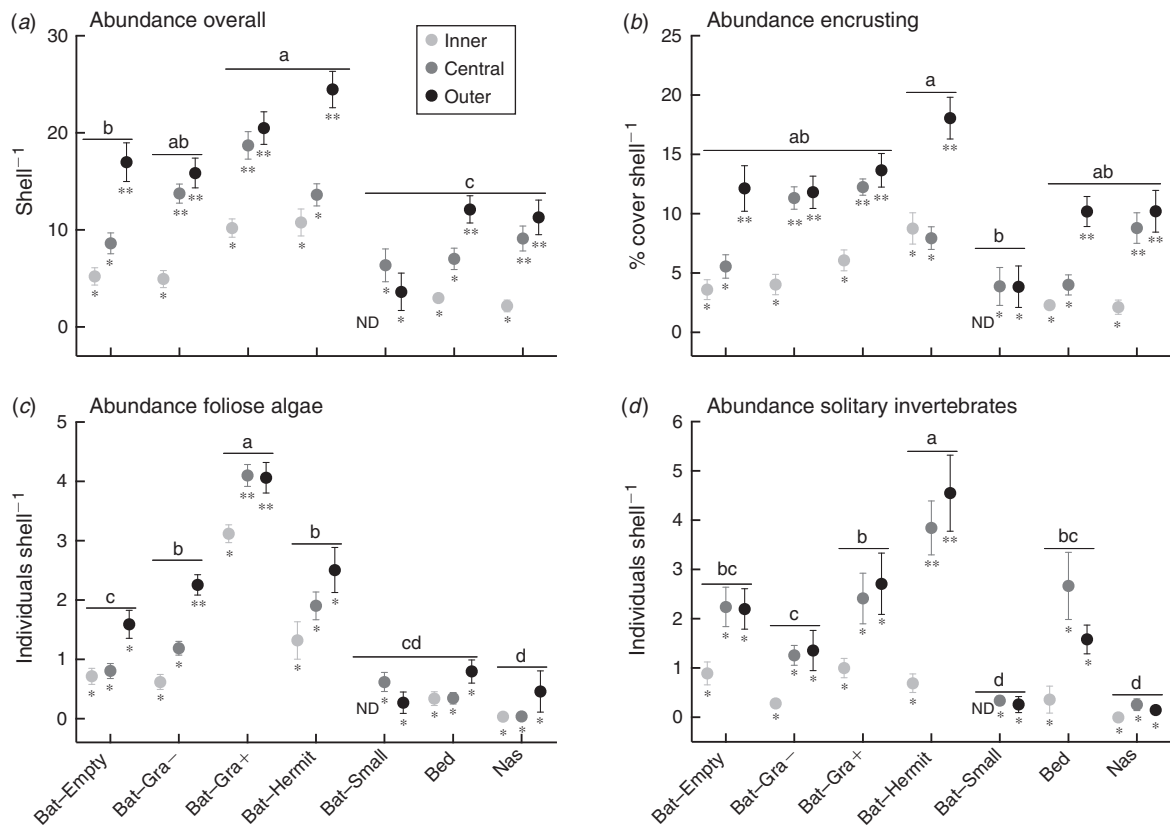 (a) Abundance overall
30
20
10
0
Shell⁻¹
Inner
Central
Outer
b
ab
a
c
**
*
*
**
**
*
**
**
*
**
*
*
ND
*
*
**
*
*
**
**
*
(b) Abundance encrusting
25
20
15
10
5
0
% cover shell⁻¹
ab
a
b
ab
**
*
*
**
**
*
**
**
*
**
*
*
ND
*
*
**
*
*
**
**
*
(c) Abundance foliose algae
5
4
3
2
1
0
Individuals shell⁻¹
c
b
a
b
cd
d
*
*
*
*
*
**
*
**
**
*
*
*
ND
*
*
*
*
*
*
*
*
Bat–Empty
Bat–Gra−
Bat–Gra+
Bat–Hermit
Bat–Small
Bed
Nas
(d) Abundance solitary invertebrates
6
5
4
3
2
1
0
Individuals shell⁻¹
bc
c
b
a
d
bc
d
*
*
*
*
*
*
*
*
*
*
**
**
ND
*
*
*
*
*
*
*
*
Bat–Empty
Bat–Gra−
Bat–Gra+
Bat–Hermit
Bat–Small
Bed
Nas